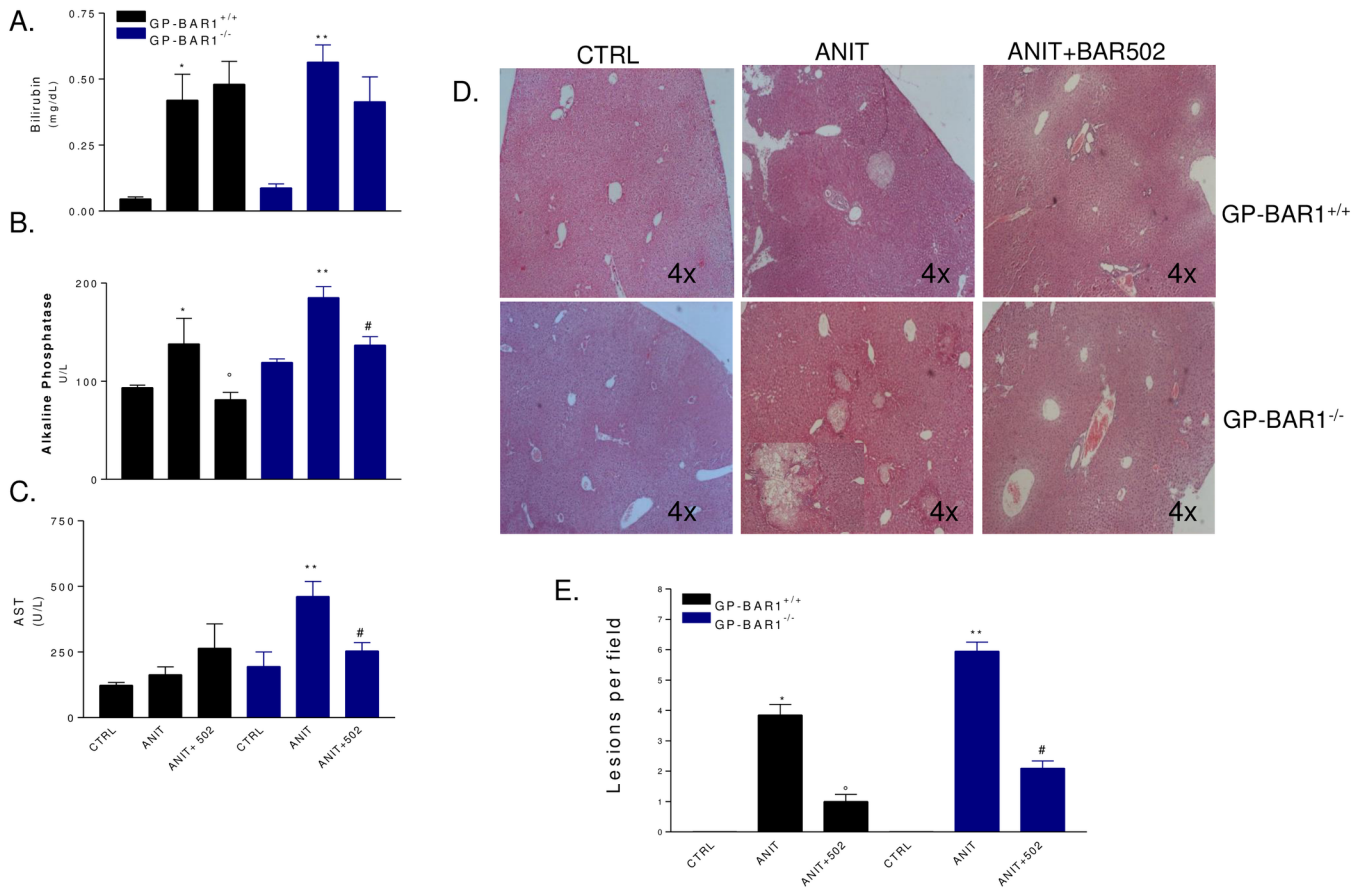 A.
0.75
0.50
0.25
0.00
Bilirubin
(mg/dL)
GP-BAR1+/+
GP-BAR1-/-
*
**
B.
200
100
0
Alkaline Phosphatase
U/L
*
°
**
#
C.
750
500
250
0
AST
(U/L)
**
#
CTRL
ANIT
ANIT+ 502
CTRL
ANIT
ANIT+502
D.
CTRL
ANIT
ANIT+BAR502
4x
4x
4x
GP-BAR1+/+
4x
4x
4x
GP-BAR1-/-
E.
8
7
6
5
4
3
2
1
0
Lesions per field
GP-BAR1+/+
GP-BAR1-/-
*
°
**
#
CTRL
ANIT
ANIT+502
CTRL
ANIT
ANIT+502